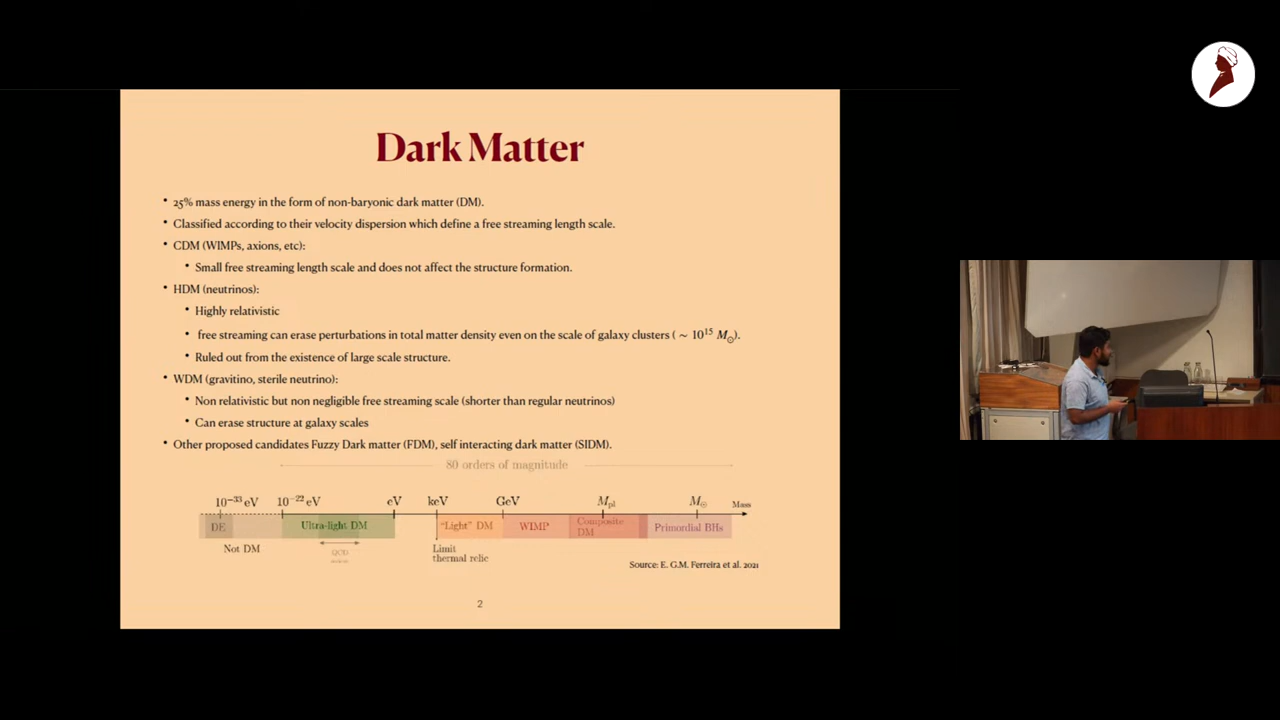 Dark Matter
• 25% mass energy in the form of non-baryonic dark matter (DM).
• Classified according to their velocity dispersion which define a free streaming length scale.
• CDM (WIMPs, axions, etc):
• Small free streaming length scale and does not affect the structure formation.
• HDM (neutrinos):
• Highly relativistic
• free streaming can erase perturbations in total matter density even on the scale of galaxy clusters ( ~ 10¹⁵ M☉).
• Ruled out from the existence of large scale structure.
• WDM (gravitino, sterile neutrino):
• Non relativistic but non negligible free streaming scale (shorter than regular neutrinos)
• Can erase structure at galaxy scales
• Other proposed candidates Fuzzy Dark matter (FDM), self interacting dark matter (SIDM).
80 orders of magnitude
10⁻³³ eV 10⁻²² eV eV keV GeV Mpl M☉ Mass
DE Ultra-light DM "Light" DM WIMP Composite DM Primordial BHs
Not DM QCD Limit
thermal relic
Source: E. G.M. Ferreira et al. 2021
2